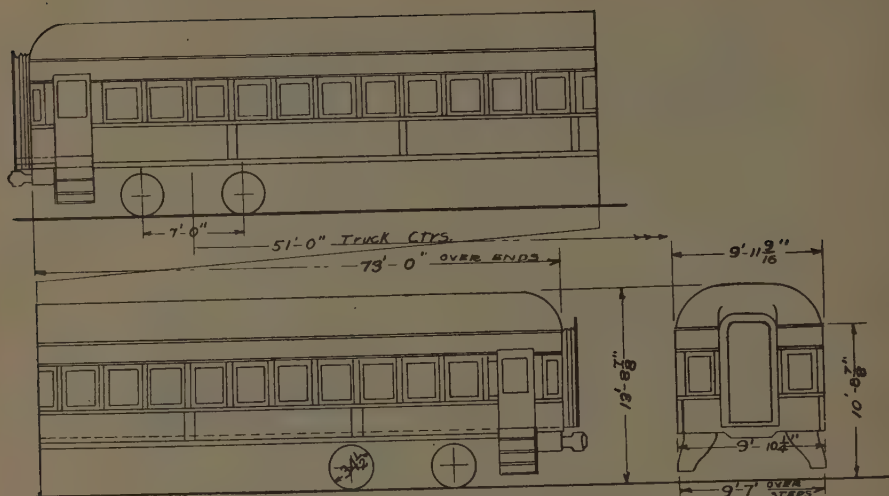 7'-0"
51'-0" Truck Ctrs.
73'-0" OVER ENDS
9'-11 9/16"
13'-8 7/8"
10'-8 7/8"
9'-10 1/4"
9'-7" OVER
STEPS